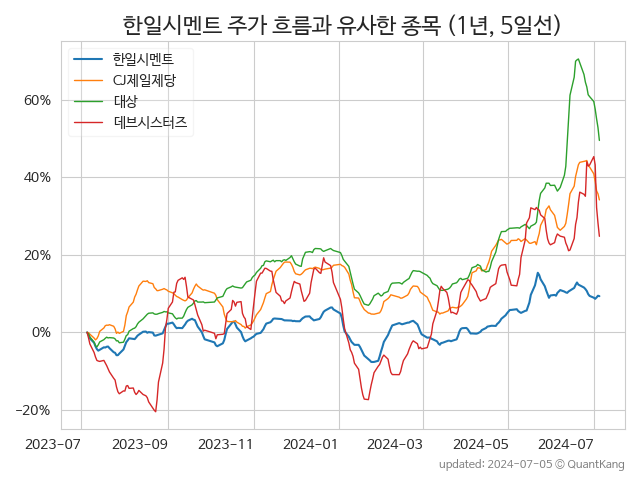 한일시멘트 주가 흐름과 유사한 종목 (1년, 5일선)
한일시멘트
CJ제일제당
대상
데브시스터즈
60%
40%
20%
0%
−20%
2023-07 2023-09 2023-11 2024-01 2024-03 2024-05 2024-07
updated: 2024-07-05 © QuantKang